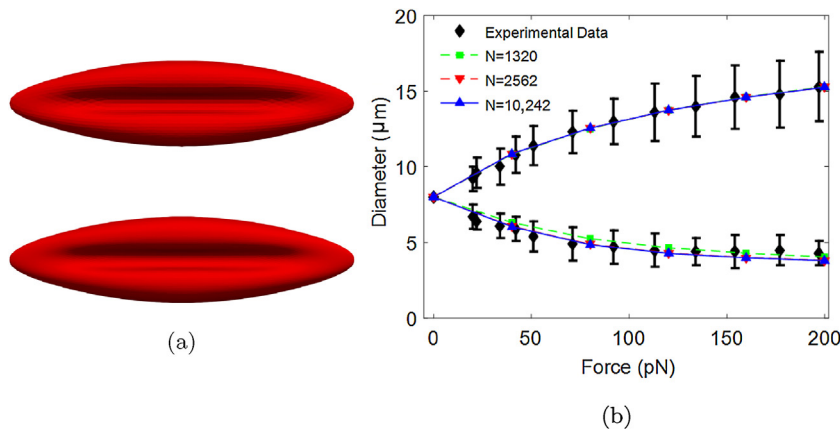 (a)
20
15
10
5
0
Diameter (μm)
Experimental Data
N=1320
N=2562
N=10,242
0 50 100 150 200
Force (pN)
(b)